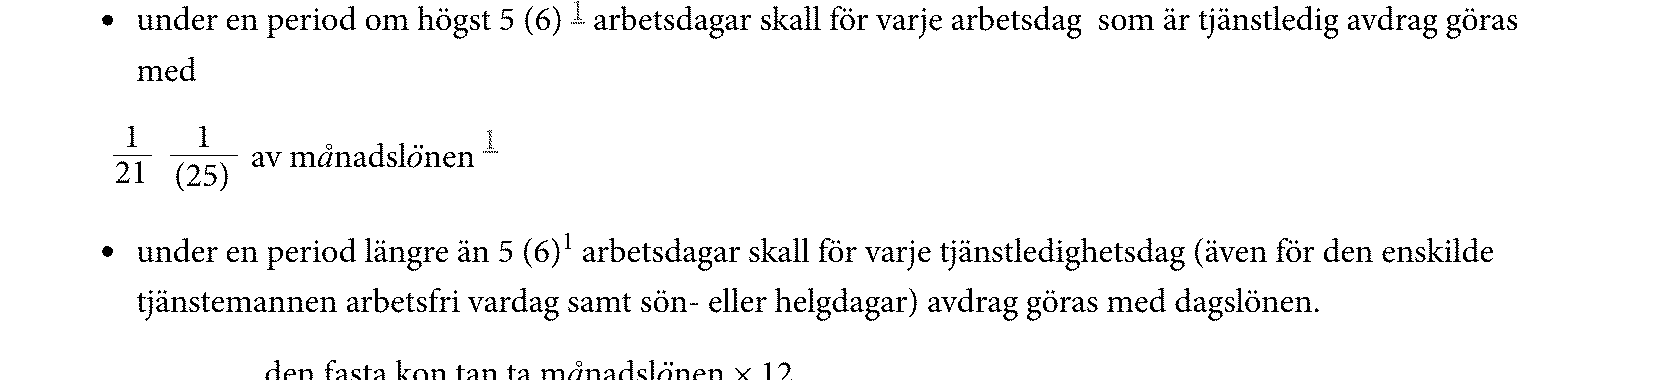 • under en period om högst 5 (6) 1 arbetsdagar skall för varje arbetsdag som är tjänstledig avdrag göras
med
1/21 1/(25) av månadslönen 1
• under en period längre än 5 (6)1 arbetsdagar skall för varje tjänstledighetsdag (även för den enskilde
tjänstemannen arbetsfri vardag samt sön- eller helgdagar) avdrag göras med dagslönen.
den fasta kon tan ta månadslönen × 12